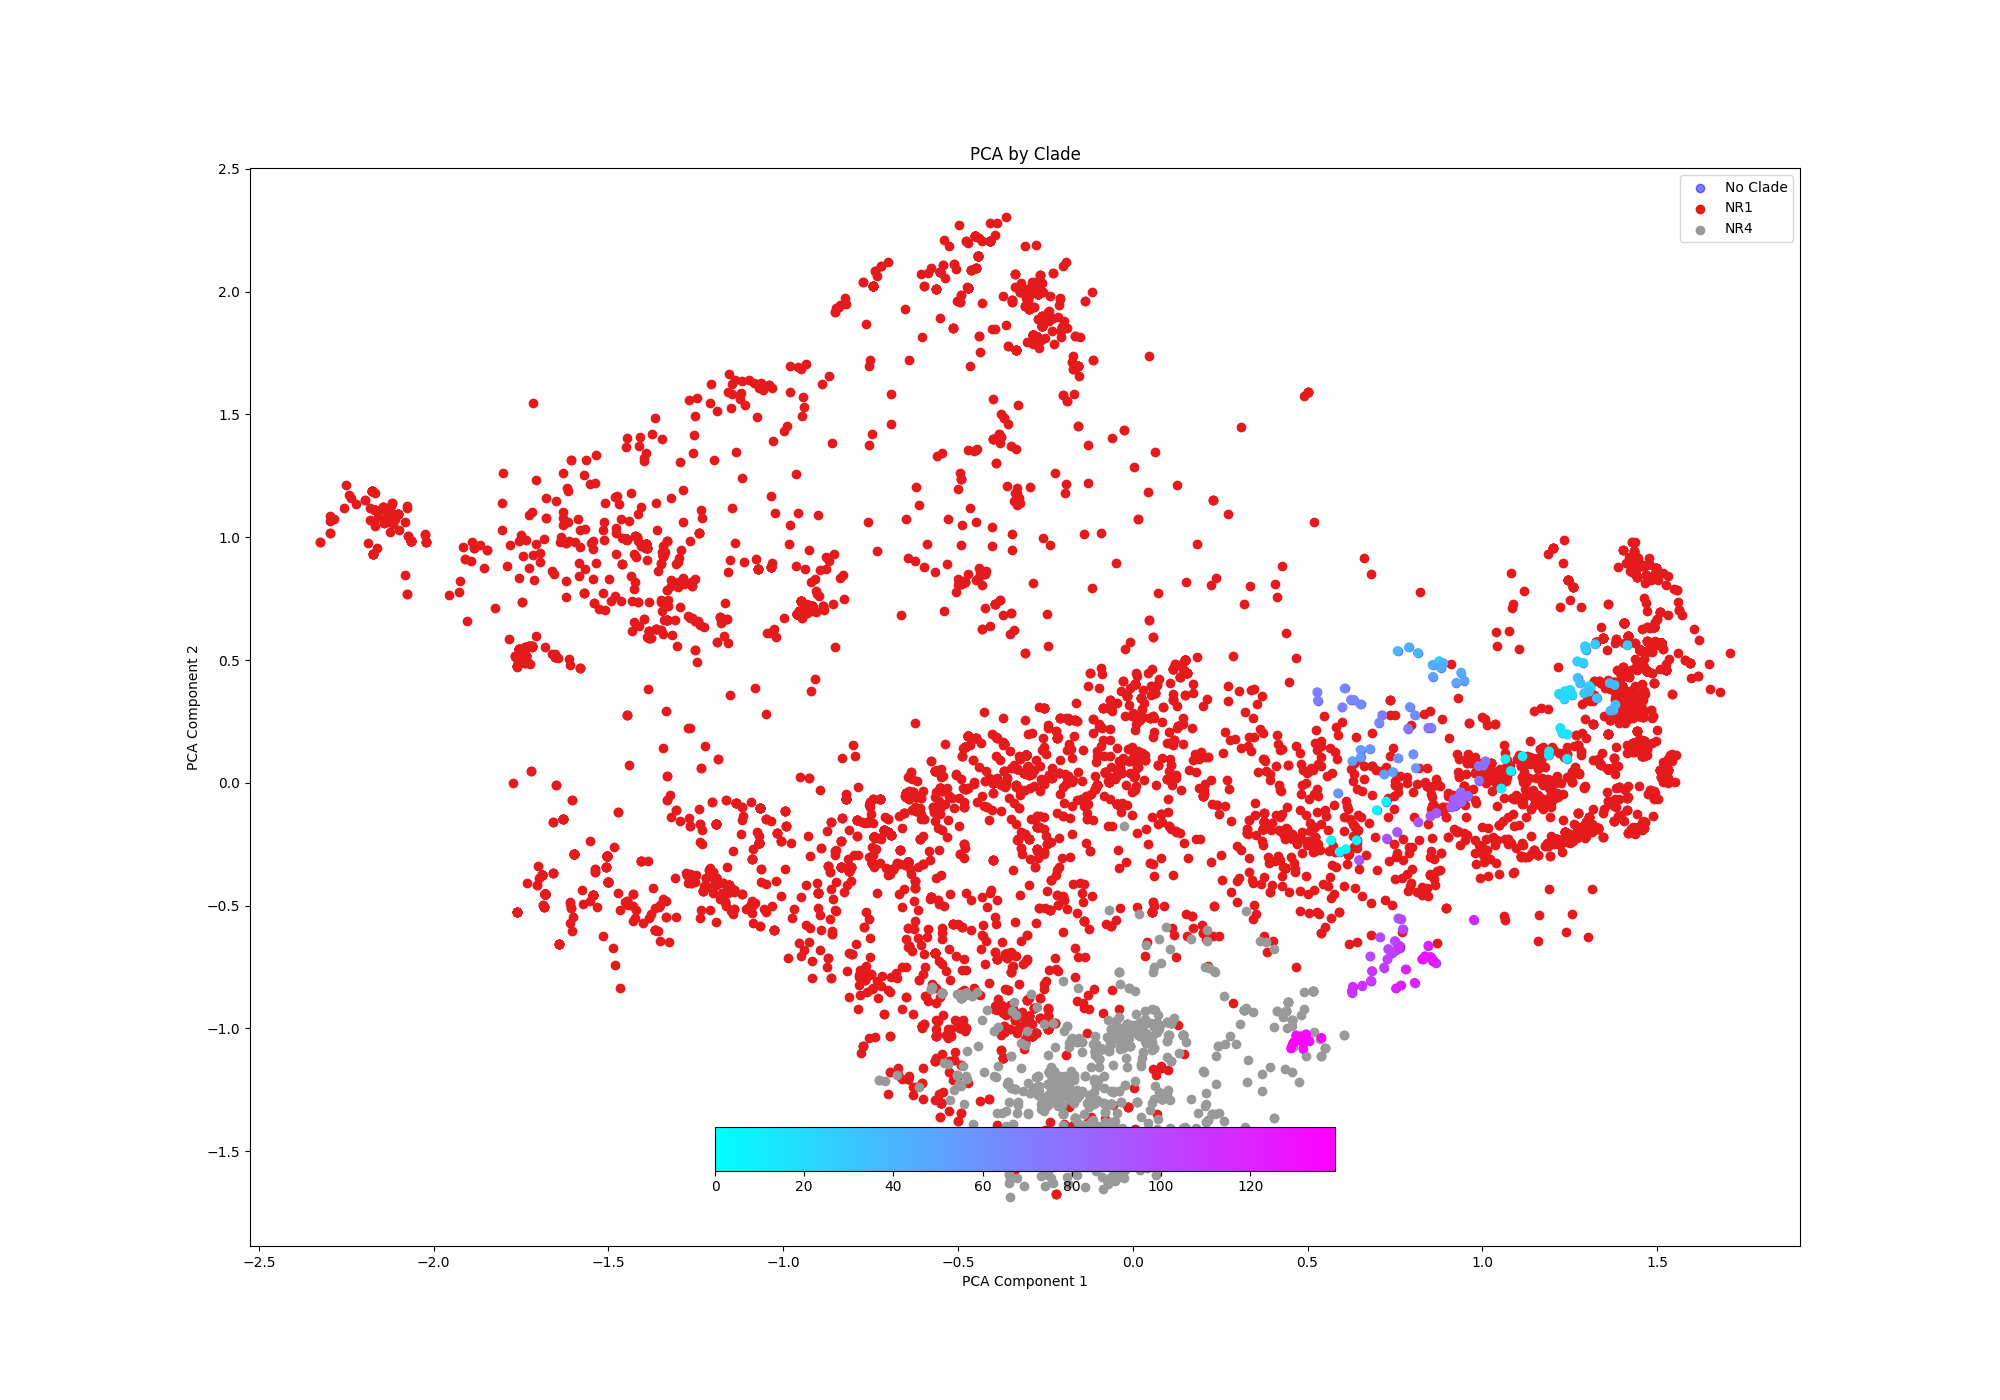 PCA by Clade
No Clade
NR1
NR4
2.5
2.0
1.5
1.0
0.5
0.0
−0.5
−1.0
−1.5
PCA Component 2
0 20 40 60 80 100 120
−2.5 −2.0 −1.5 −1.0 −0.5 0.0 0.5 1.0 1.5
PCA Component 1